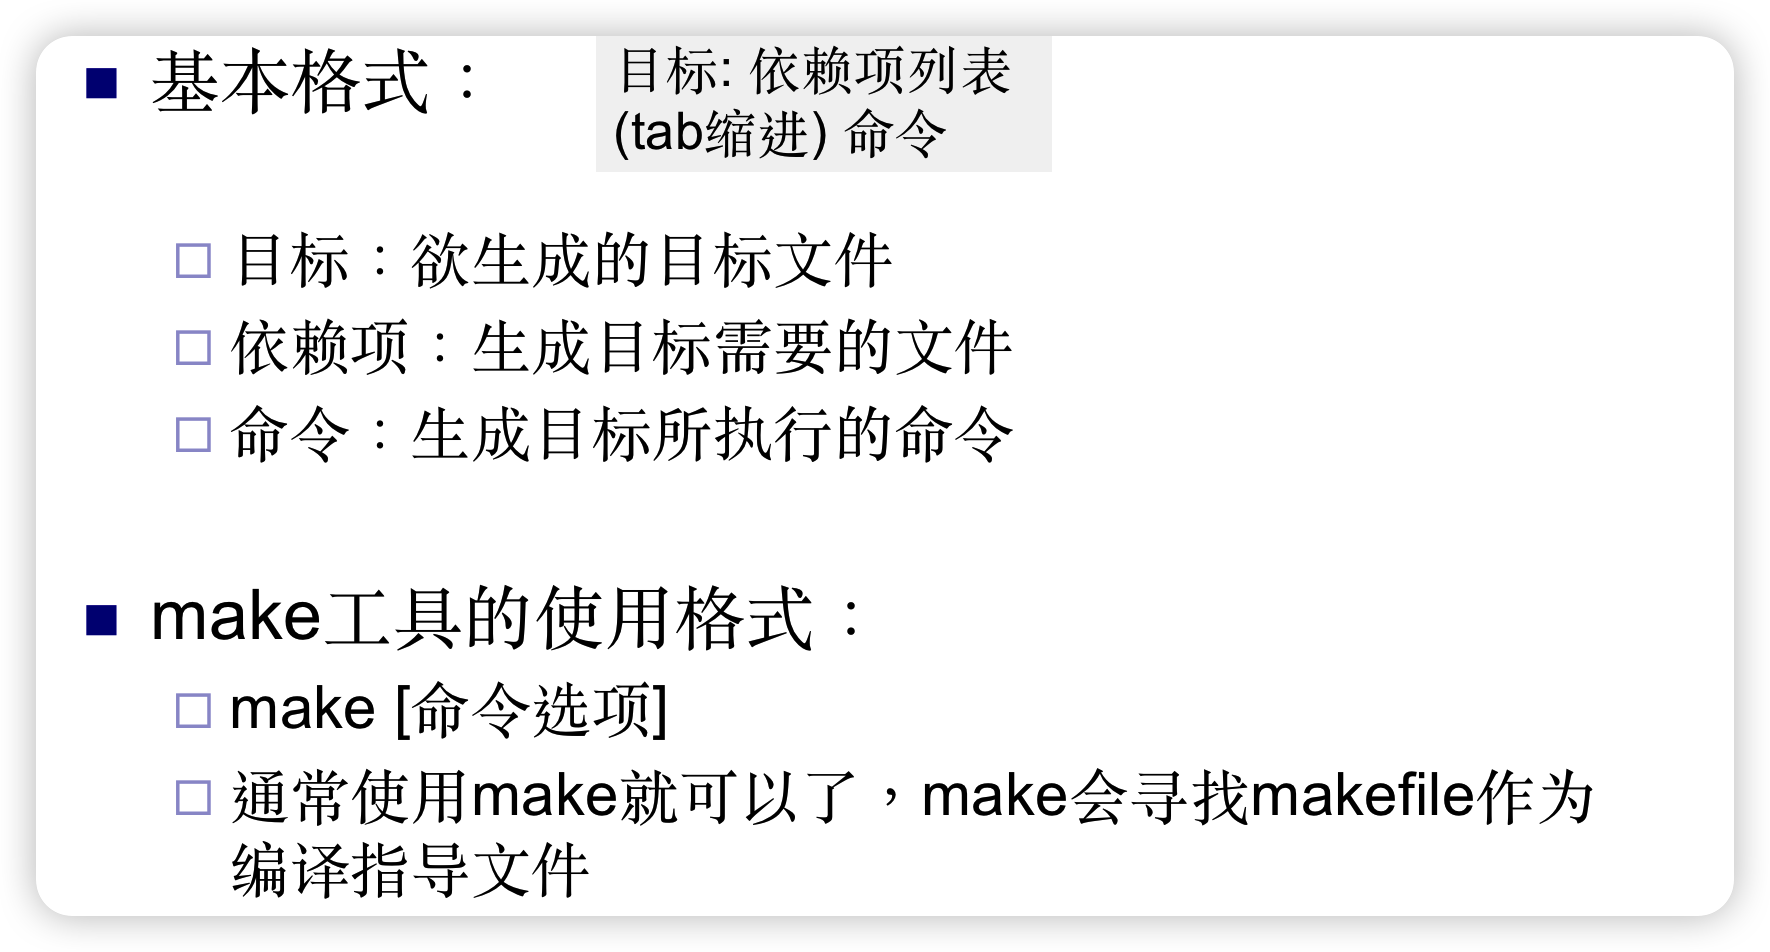 基本格式：
目标: 依赖项列表
(tab缩进) 命令
目标：欲生成的目标文件
依赖项：生成目标需要的文件
命令：生成目标所执行的命令
make工具的使用格式：
make [命令选项]
通常使用make就可以了，make会寻找makefile作为
编译指导文件